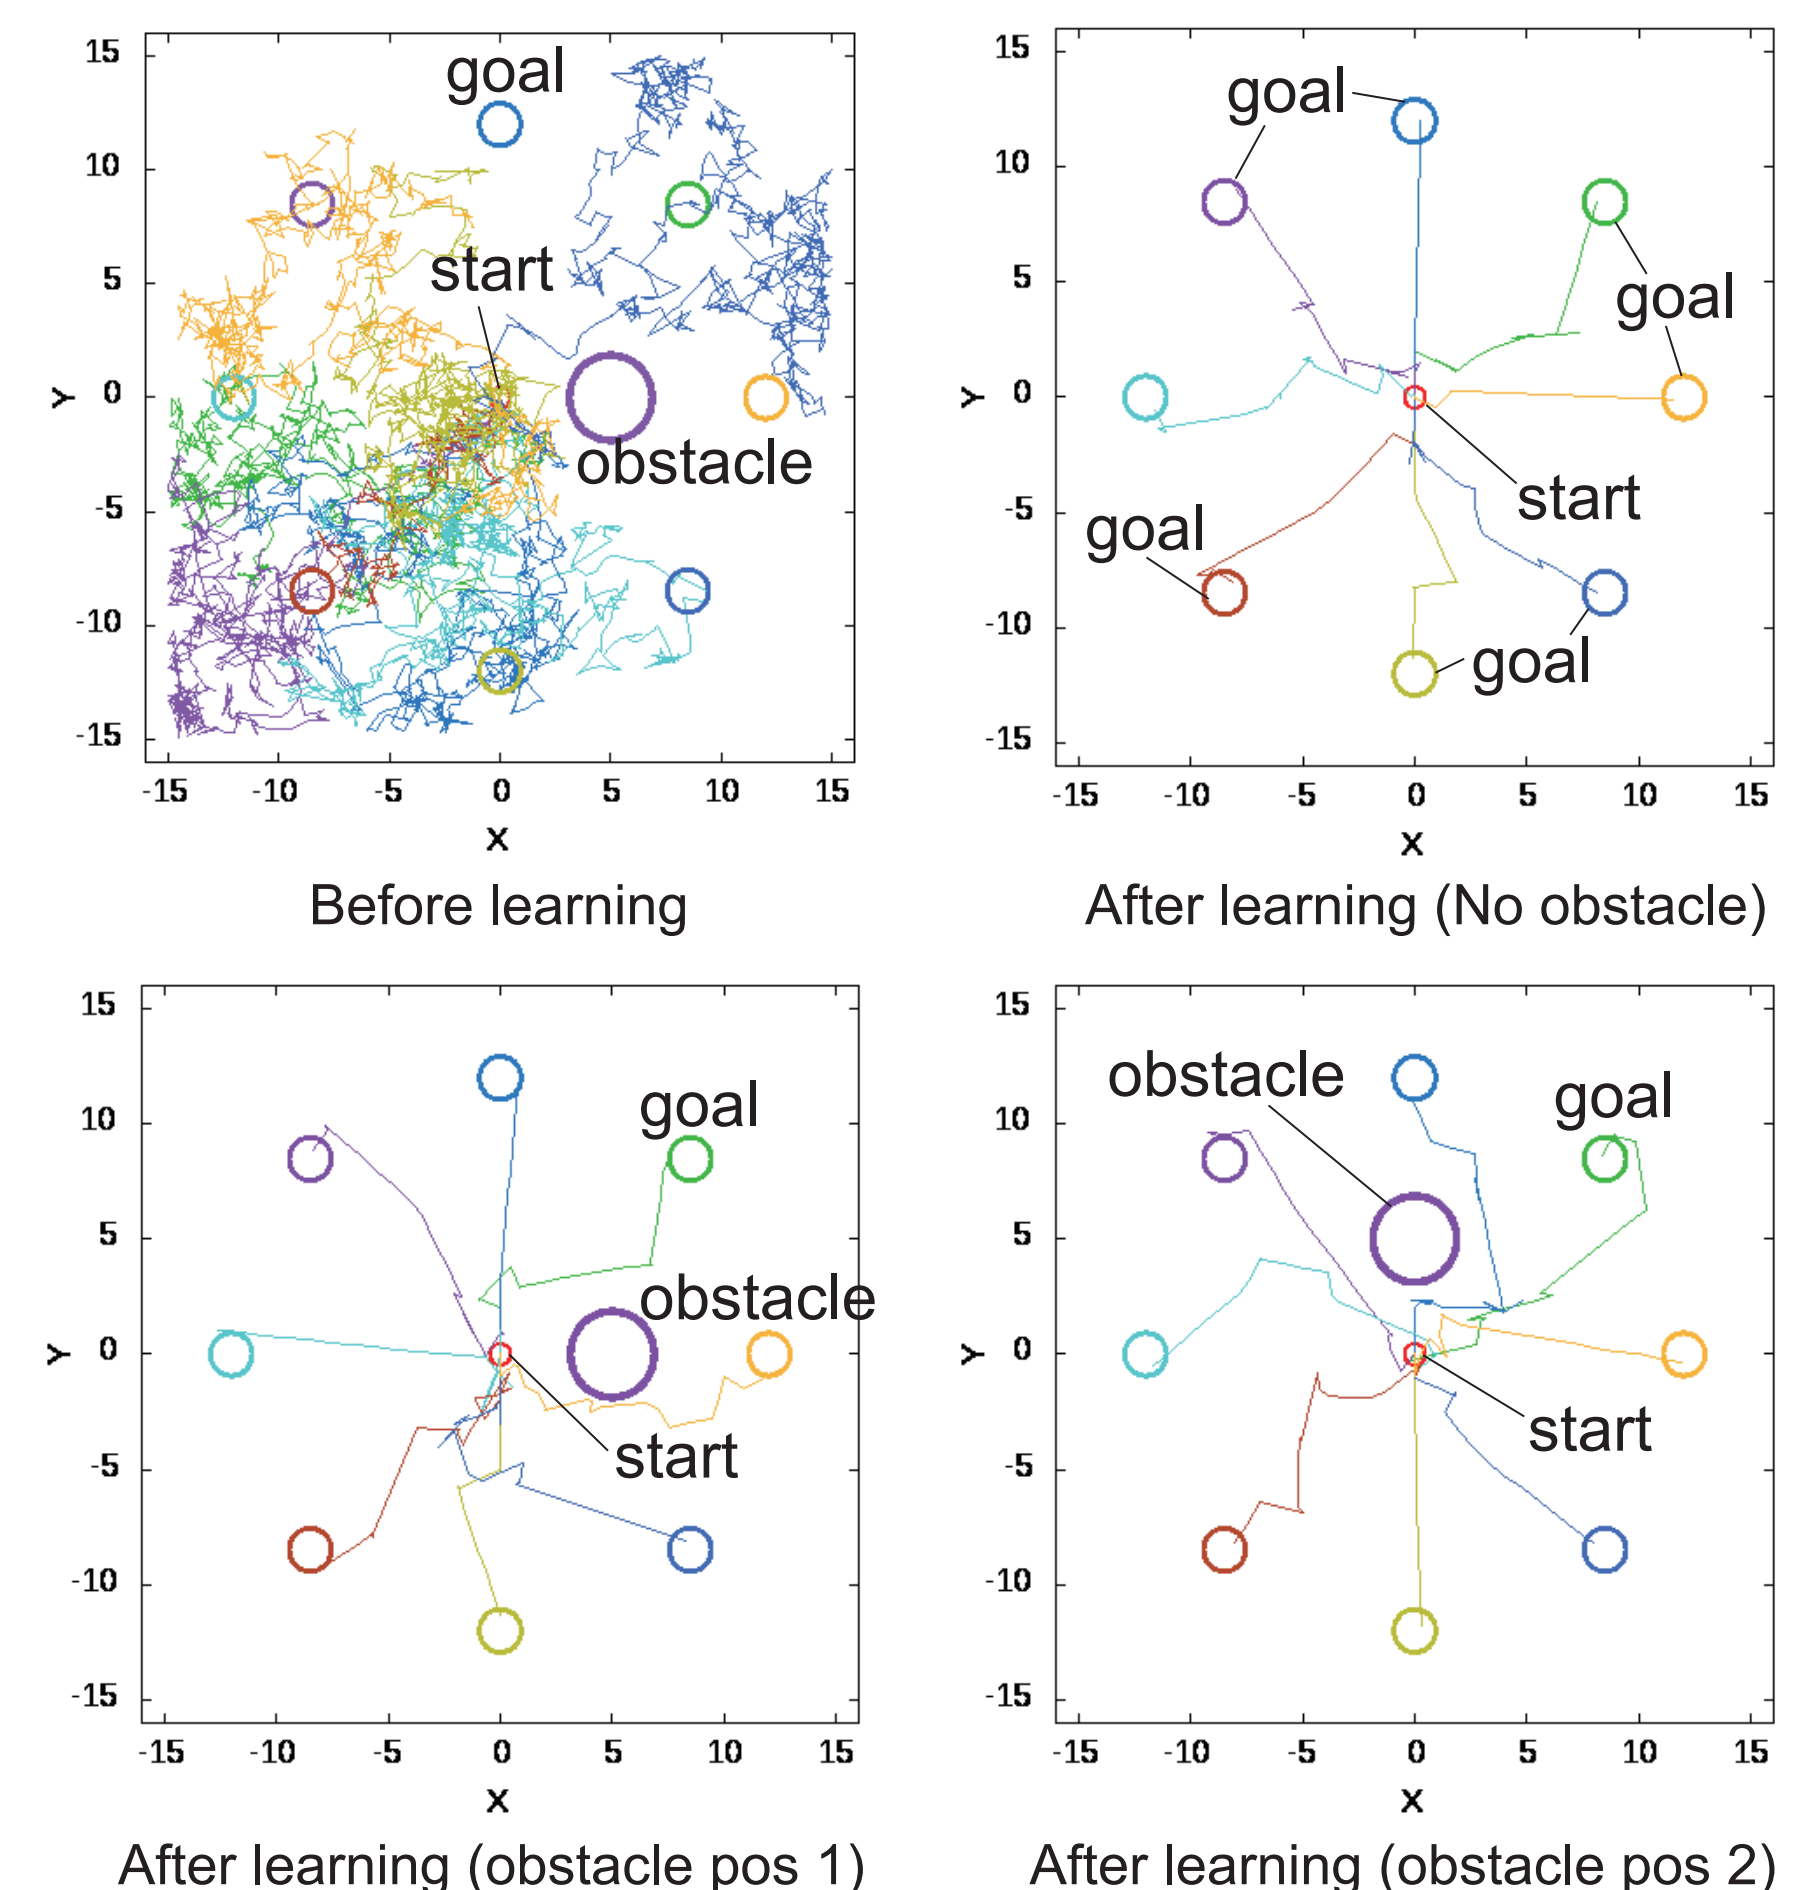 15
10
5
0
-5
-10
-15
Y
goal
start
obstacle
-15 -10 -5 0 5 10 15
X
Before learning
15
10
5
0
-5
-10
-15
Y
goal
goal
start
goal
goal
-15 -10 -5 0 5 10 15
X
After learning (No obstacle)
15
10
5
0
-5
-10
-15
Y
goal
obstacle
start
-15 -10 -5 0 5 10 15
X
After learning (obstacle pos 1)
15
10
5
0
-5
-10
-15
Y
obstacle
goal
start
-15 -10 -5 0 5 10 15
X
After learning (obstacle pos 2)